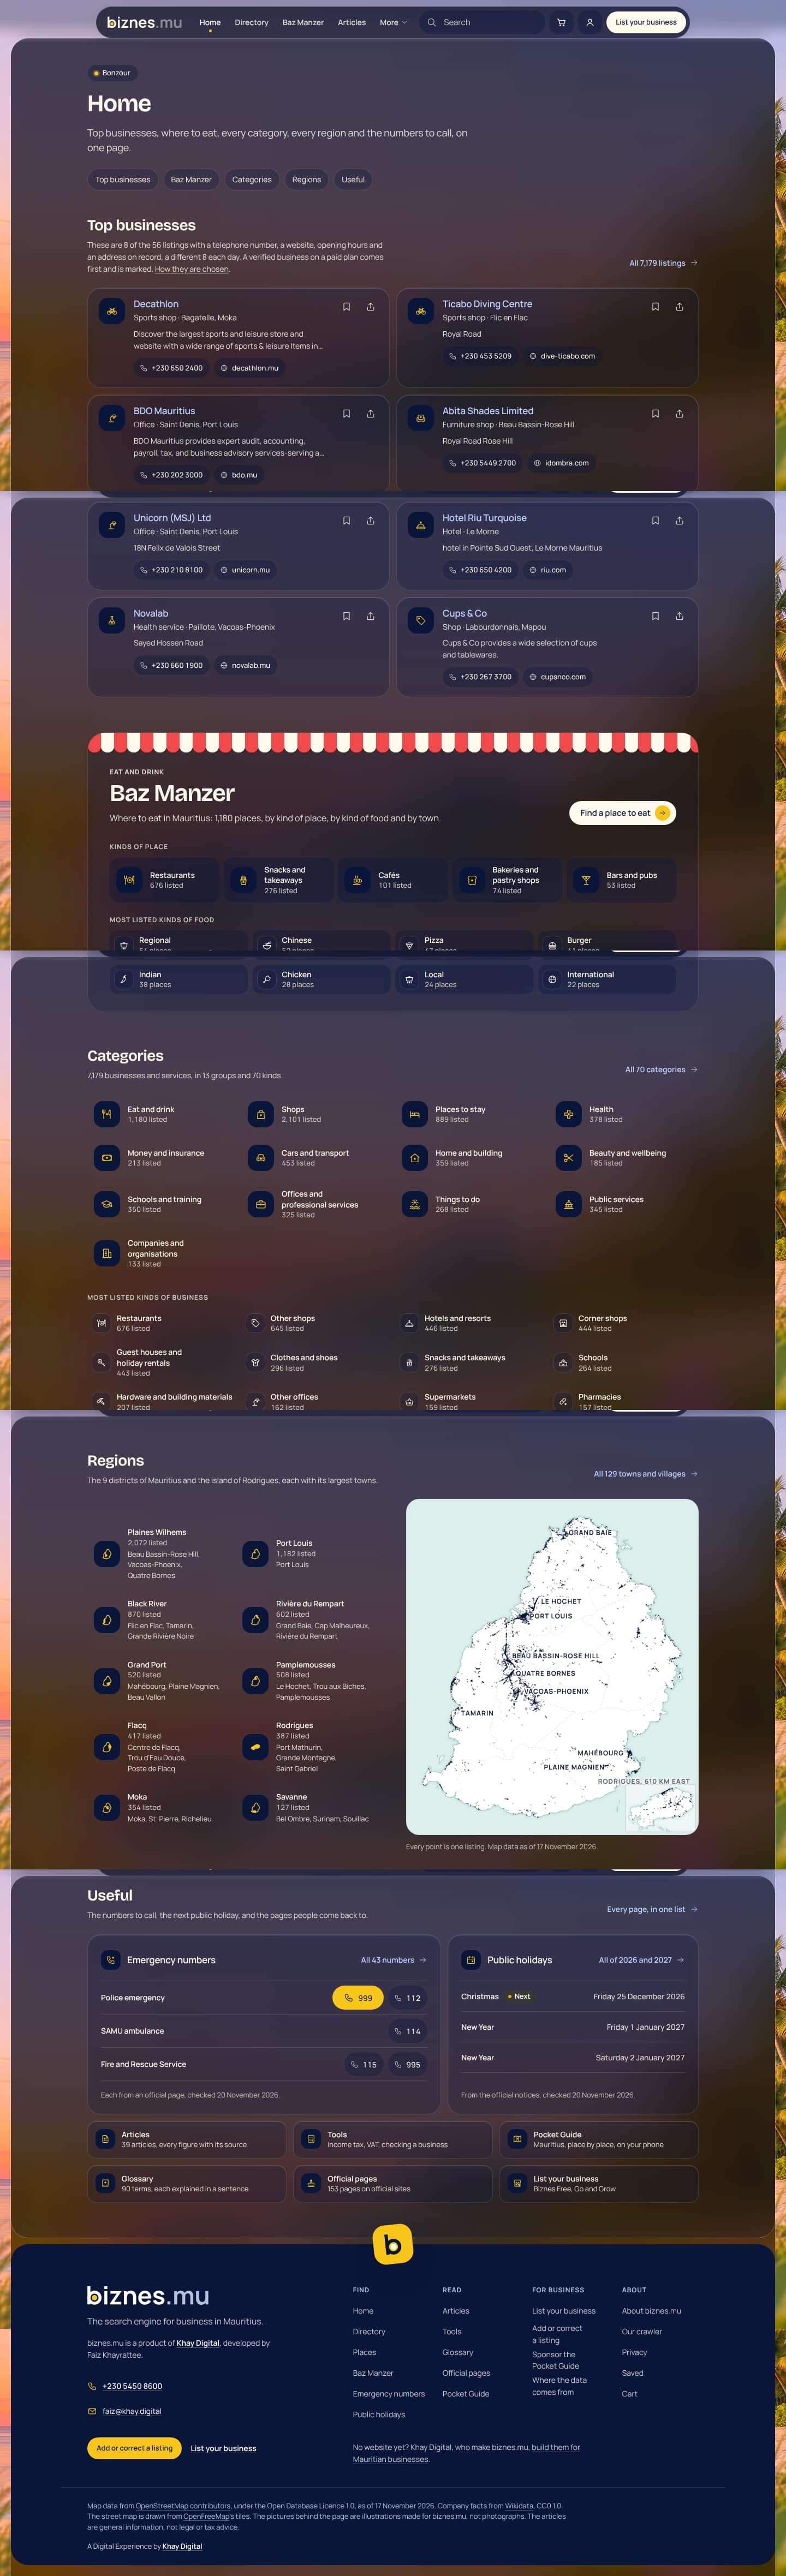 biznes.mu
Home
Directory
Baz Manzer
Articles
More
Search
List your business
Bonzour
Home
Top businesses, where to eat, every category, every region and the numbers to call, on
one page.
Top businesses
Baz Manzer
Categories
Regions
Useful
Top businesses
These are 8 of the 56 listings with a telephone number, a website, opening hours and
an address on record, a different 8 each day. A verified business on a paid plan comes
first and is marked. How they are chosen.
All 7,179 listings
Decathlon
Sports shop · Bagatelle, Moka
Discover the largest sports and leisure store and
website with a wide range of sports & leisure Items in...
+230 650 2400
decathlon.mu
Ticabo Diving Centre
Sports shop · Flic en Flac
Royal Road
+230 453 5209
dive-ticabo.com
BDO Mauritius
Office · Saint Denis, Port Louis
BDO Mauritius provides expert audit, accounting,
payroll, tax, and business advisory services-serving a...
+230 202 3000
bdo.mu
Abita Shades Limited
Furniture shop · Beau Bassin-Rose Hill
Royal Road Rose Hill
+230 5449 2700
idombra.com
Unicorn (MSJ) Ltd
Office · Saint Denis, Port Louis
18N Felix de Valois Street
+230 210 8100
unicorn.mu
Hotel Riu Turquoise
Hotel · Le Morne
hotel in Pointe Sud Ouest, Le Morne Mauritius
+230 650 4200
riu.com
Novalab
Health service · Paillote, Vacoas-Phoenix
Sayed Hossen Road
+230 660 1900
novalab.mu
Cups & Co
Shop · Labourdonnais, Mapou
Cups & Co provides a wide selection of cups
and tablewares.
+230 267 3700
cupsnco.com
EAT AND DRINK
Baz Manzer
Where to eat in Mauritius: 1,180 places, by kind of place, by kind of food and by town.
Find a place to eat
KINDS OF PLACE
Restaurants
676 listed
Snacks and
takeaways
276 listed
Cafés
101 listed
Bakeries and
pastry shops
74 listed
Bars and pubs
53 listed
MOST LISTED KINDS OF FOOD
Regional
Chinese
Pizza
Burger
Indian
38 places
Chicken
28 places
Local
24 places
International
22 places
Categories
7,179 businesses and services, in 13 groups and 70 kinds.
All 70 categories
Eat and drink
1,180 listed
Shops
2,101 listed
Places to stay
889 listed
Health
378 listed
Money and insurance
213 listed
Cars and transport
453 listed
Home and building
359 listed
Beauty and wellbeing
185 listed
Schools and training
350 listed
Offices and
professional services
325 listed
Things to do
268 listed
Public services
345 listed
Companies and
organisations
133 listed
MOST LISTED KINDS OF BUSINESS
Restaurants
676 listed
Other shops
645 listed
Hotels and resorts
446 listed
Corner shops
444 listed
Guest houses and
holiday rentals
443 listed
Clothes and shoes
296 listed
Snacks and takeaways
276 listed
Schools
264 listed
Hardware and building materials
207 listed
Other offices
162 listed
Supermarkets
159 listed
Pharmacies
157 listed
Regions
The 9 districts of Mauritius and the island of Rodrigues, each with its largest towns.
All 129 towns and villages
Plaines Wilhems
2,072 listed
Beau Bassin-Rose Hill,
Vacoas-Phoenix,
Quatre Bornes
Port Louis
1,182 listed
Port Louis
Black River
870 listed
Flic en Flac, Tamarin,
Grande Rivière Noire
Rivière du Rempart
602 listed
Grand Baie, Cap Malheureux,
Rivière du Rempart
Grand Port
520 listed
Mahébourg, Plaine Magnien,
Beau Vallon
Pamplemousses
508 listed
Le Hochet, Trou aux Biches,
Pamplemousses
Flacq
417 listed
Centre de Flacq,
Trou d'Eau Douce,
Poste de Flacq
Rodrigues
387 listed
Port Mathurin,
Grande Montagne,
Saint Gabriel
Moka
354 listed
Moka, St. Pierre, Richelieu
Savanne
127 listed
Bel Ombre, Surinam, Souillac
GRAND BAIE
LE HOCHET
PORT LOUIS
BEAU BASSIN-ROSE HILL
QUATRE BORNES
VACOAS-PHOENIX
TAMARIN
MAHÉBOURG
PLAINE MAGNIEN
RODRIGUES, 610 KM EAST
Every point is one listing. Map data as of 17 November 2026.
Useful
The numbers to call, the next public holiday, and the pages people come back to.
Every page, in one list
Emergency numbers
All 43 numbers
Police emergency
999
112
SAMU ambulance
114
Fire and Rescue Service
115
995
Each from an official page, checked 20 November 2026.
Public holidays
All of 2026 and 2027
Christmas
Next
Friday 25 December 2026
New Year
Friday 1 January 2027
New Year
Saturday 2 January 2027
From the official notices, checked 20 November 2026.
Articles
39 articles, every figure with its source
Tools
Income tax, VAT, checking a business
Pocket Guide
Mauritius, place by place, on your phone
Glossary
90 terms, each explained in a sentence
Official pages
153 pages on official sites
List your business
Biznes Free, Go and Grow
b
biznes.mu
The search engine for business in Mauritius.
biznes.mu is a product of Khay Digital, developed by
Faiz Khayrattee.
+230 5450 8600
faiz@khay.digital
Add or correct a listing
List your business
FIND
Home
Directory
Places
Baz Manzer
Emergency numbers
Public holidays
READ
Articles
Tools
Glossary
Official pages
Pocket Guide
FOR BUSINESS
List your business
Add or correct
a listing
Sponsor the
Pocket Guide
Where the data
comes from
ABOUT
About biznes.mu
Our crawler
Privacy
Saved
Cart
No website yet? Khay Digital, who make biznes.mu, build them for
Mauritian businesses.
Map data from OpenStreetMap contributors, under the Open Database Licence 1.0, as of 17 November 2026. Company facts from Wikidata, CC0 1.0.
The street map is drawn from OpenFreeMap's tiles. The pictures behind the page are illustrations made for biznes.mu, not photographs. The articles
are general information, not legal or tax advice.
A Digital Experience by Khay Digital